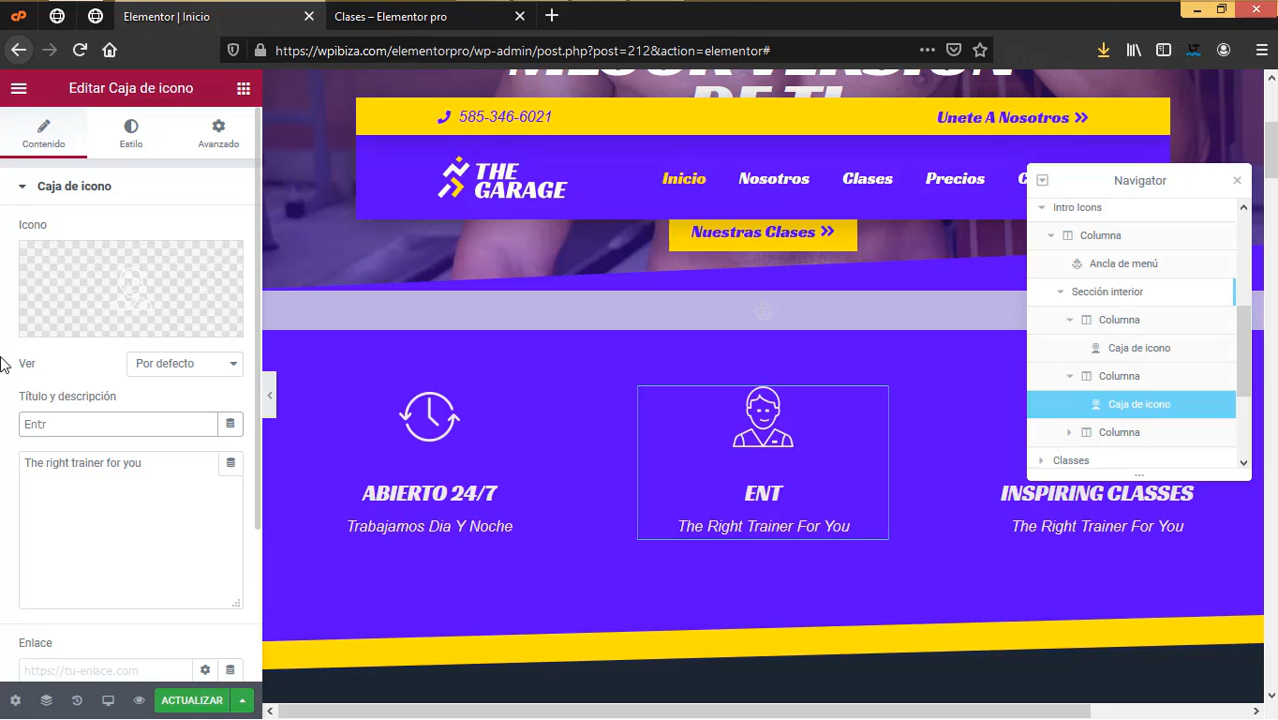 Elementor | Inicio
Clases – Elementor pro
https://wpibiza.com/elementorpro/wp-admin/post.php?post=212&action=elementor#
Editar Caja de icono
Contenido
Estilo
Avanzado
Caja de icono
Icono
Ver
Por defecto
Título y descripción
Entr
The right trainer for you
Enlace
https://tu-enlace.com
ACTUALIZAR
MEJOR VERSIÓN
DE TI
585-346-6021
Unete A Nosotros
THE
GARAGE
Inicio
Nosotros
Clases
Precios
C
Nuestras Clases
ABIERTO 24/7
Trabajamos Dia Y Noche
ENT
The Right Trainer For You
INSPIRING CLASSES
The Right Trainer For You
Navigator
Intro Icons
Columna
Ancla de menú
Sección interior
Columna
Caja de icono
Columna
Caja de icono
Columna
Classes